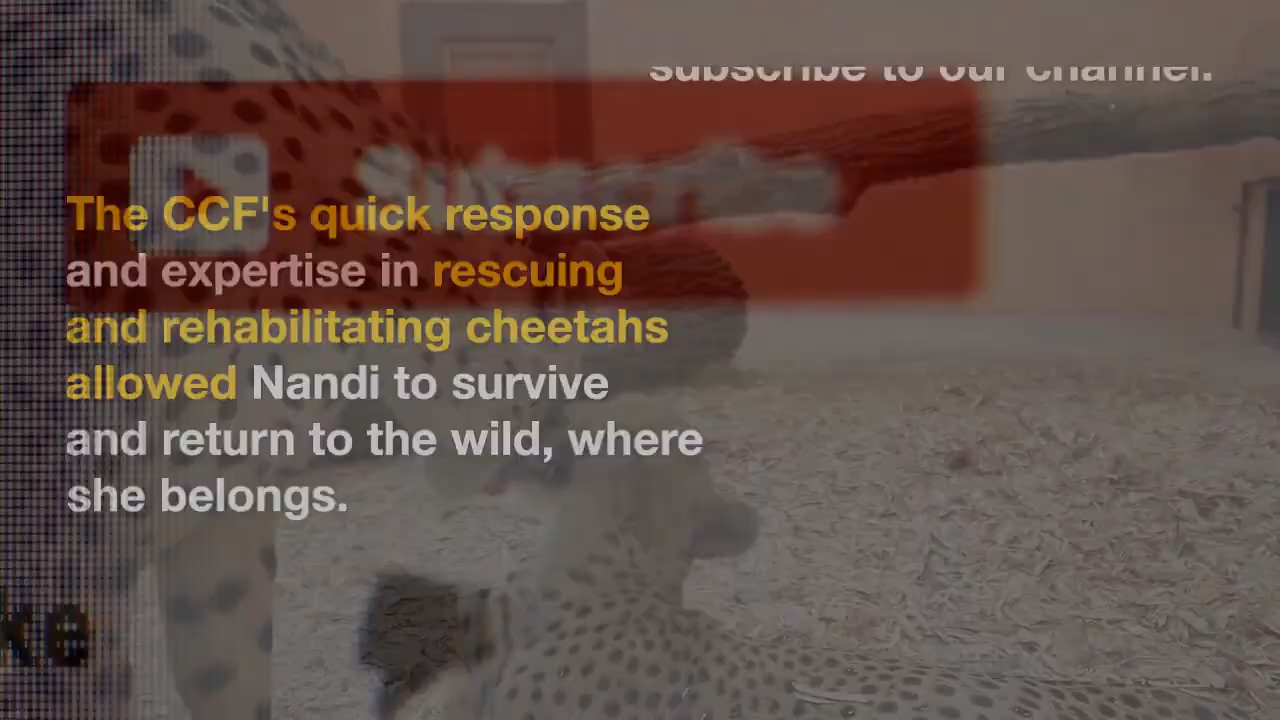 subscribe to our channel.
The CCF's quick response
and expertise in rescuing
and rehabilitating cheetahs
allowed Nandi to survive
and return to the wild, where
she belongs.